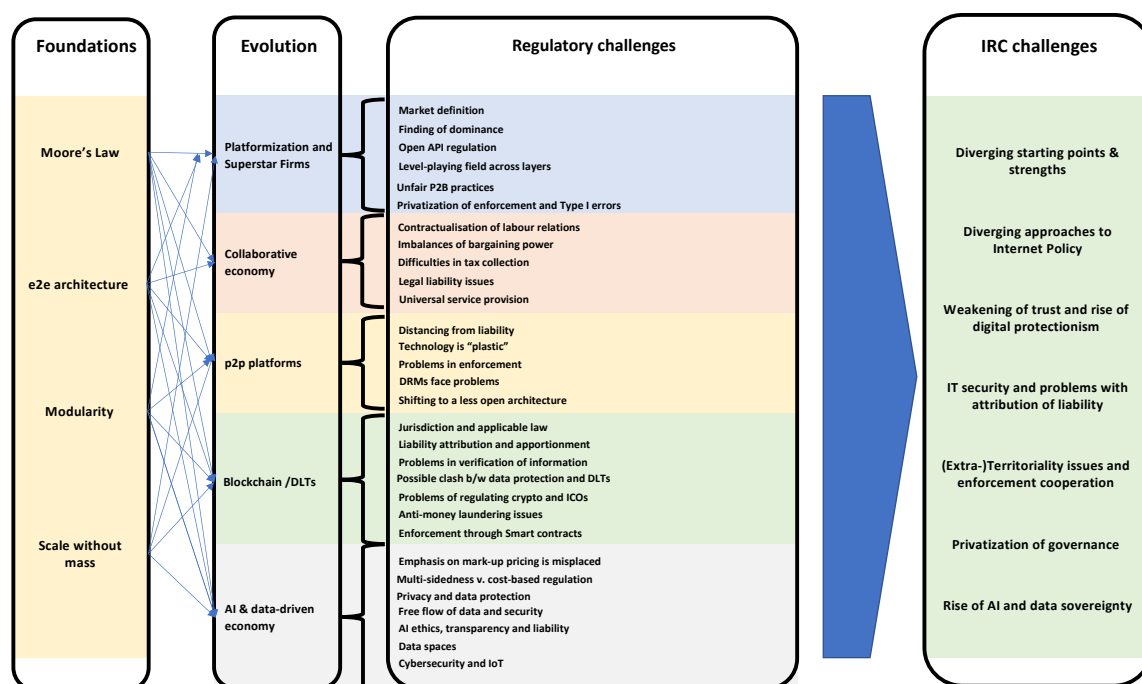 Foundations
Moore's Law
e2e architecture
Modularity
Scale without
mass
Evolution
Platformization and
Superstar Firms
Collaborative
economy
p2p platforms
Blockchain /DLTs
AI & data-driven
economy
Regulatory challenges
Market definition
Finding of dominance
Open API regulation
Level-playing field across layers
Unfair P2B practices
Privatization of enforcement and Type I errors
Contractualisation of labour relations
Imbalances of bargaining power
Difficulties in tax collection
Legal liability issues
Universal service provision
Distancing from liability
Technology is "plastic"
Problems in enforcement
DRMs face problems
Shifting to a less open architecture
Jurisdiction and applicable law
Liability attribution and apportionment
Problems in verification of information
Possible clash b/w data protection and DLTs
Problems of regulating crypto and ICOs
Anti-money laundering issues
Enforcement through Smart contracts
Emphasis on mark-up pricing is misplaced
Multi-sidedness v. cost-based regulation
Privacy and data protection
Free flow of data and security
AI ethics, transparency and liability
Data spaces
Cybersecurity and IoT
IRC challenges
Diverging starting points &
strengths
Diverging approaches to
Internet Policy
Weakening of trust and rise of
digital protectionism
IT security and problems with
attribution of liability
(Extra-)Territoriality issues and
enforcement cooperation
Privatization of governance
Rise of AI and data sovereignty